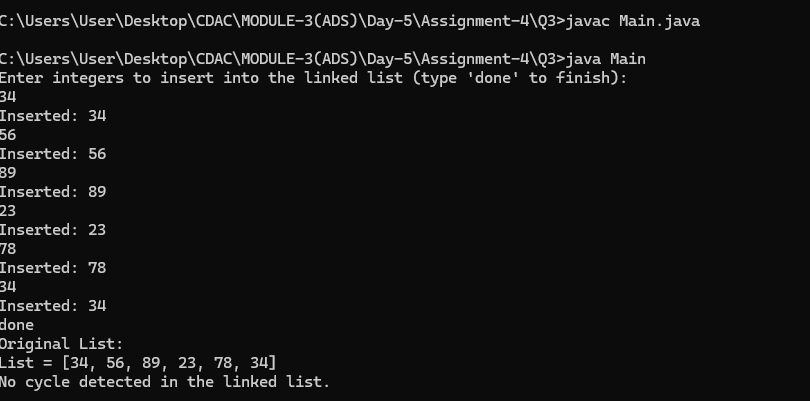 C:\Users\User\Desktop\CDAC\MODULE-3(ADS)\Day-5\Assignment-4\Q3>javac Main.java
C:\Users\User\Desktop\CDAC\MODULE-3(ADS)\Day-5\Assignment-4\Q3>java Main
Enter integers to insert into the linked list (type 'done' to finish):
34
Inserted: 34
56
Inserted: 56
89
Inserted: 89
23
Inserted: 23
78
Inserted: 78
34
Inserted: 34
done
Original List:
List = [34, 56, 89, 23, 78, 34]
No cycle detected in the linked list.